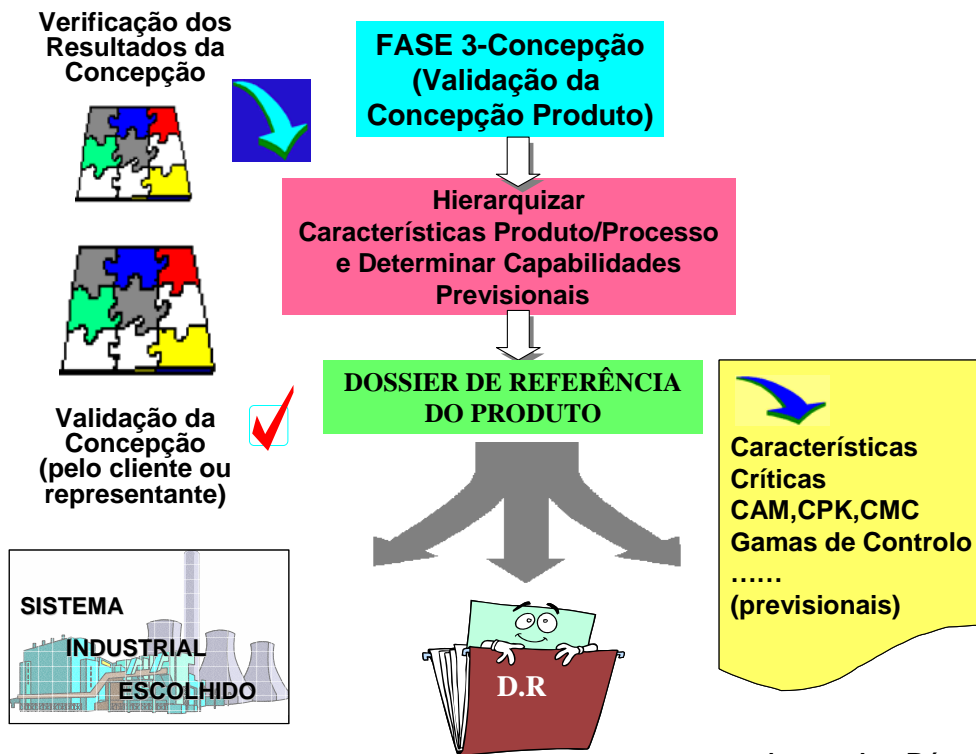 Verificação dos
Resultados da
Concepção
FASE 3-Concepção
(Validação da
Concepção Produto)
Hierarquizar
Características Produto/Processo
e Determinar Capabilidades
Previsionais
DOSSIER DE REFERÊNCIA
DO PRODUTO
Validação da
Concepção
(pelo cliente ou
representante)
Características
Críticas
CAM,CPK,CMC
Gamas de Controlo
......
(previsionais)
SISTEMA
INDUSTRIAL
ESCOLHIDO
D.R